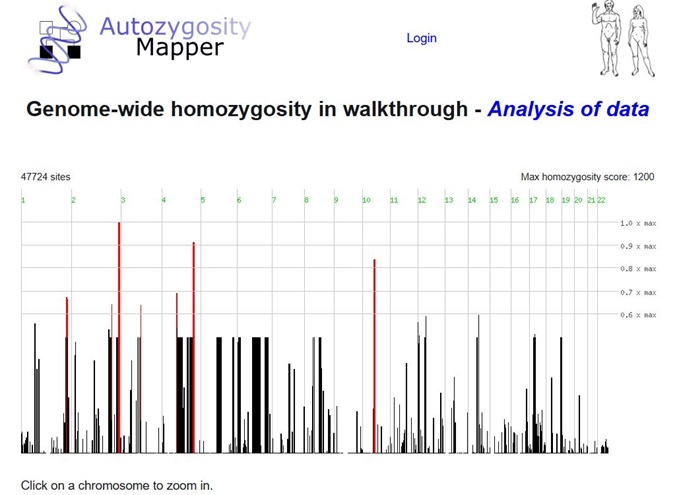 Autozygosity
Mapper
Login
Genome-wide homozygosity in walkthrough - Analysis of data
47724 sites
Max homozygosity score: 1200
1 2 3 4 5 6 7 8 9 10 11 12 13 14 15 16 17 18 19 20 21 22
1.0 x max
0.9 x max
0.8 x max
0.7 x max
0.6 x max
Click on a chromosome to zoom in.